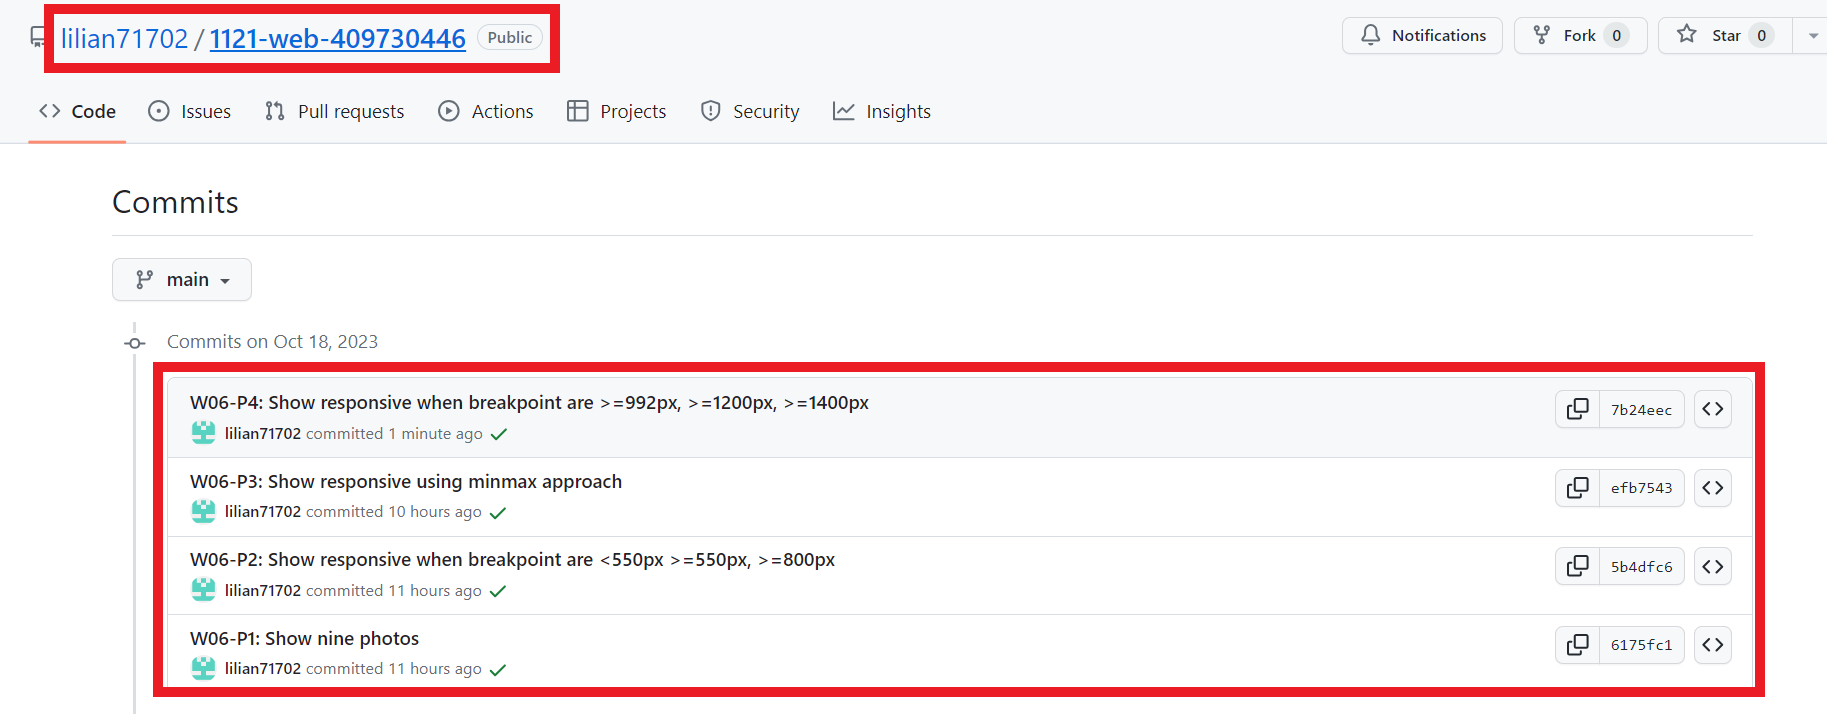 lilian71702 / 1121-web-409730446 Public
Notifications Fork 0 Star 0
Code Issues Pull requests Actions Projects Security Insights
Commits
main
Commits on Oct 18, 2023
W06-P4: Show responsive when breakpoint are >=992px, >=1200px, >=1400px
lilian71702 committed 1 minute ago
7b24eec
W06-P3: Show responsive using minmax approach
lilian71702 committed 10 hours ago
efb7543
W06-P2: Show responsive when breakpoint are <550px >=550px, >=800px
lilian71702 committed 11 hours ago
5b4dfc6
W06-P1: Show nine photos
lilian71702 committed 11 hours ago
6175fc1